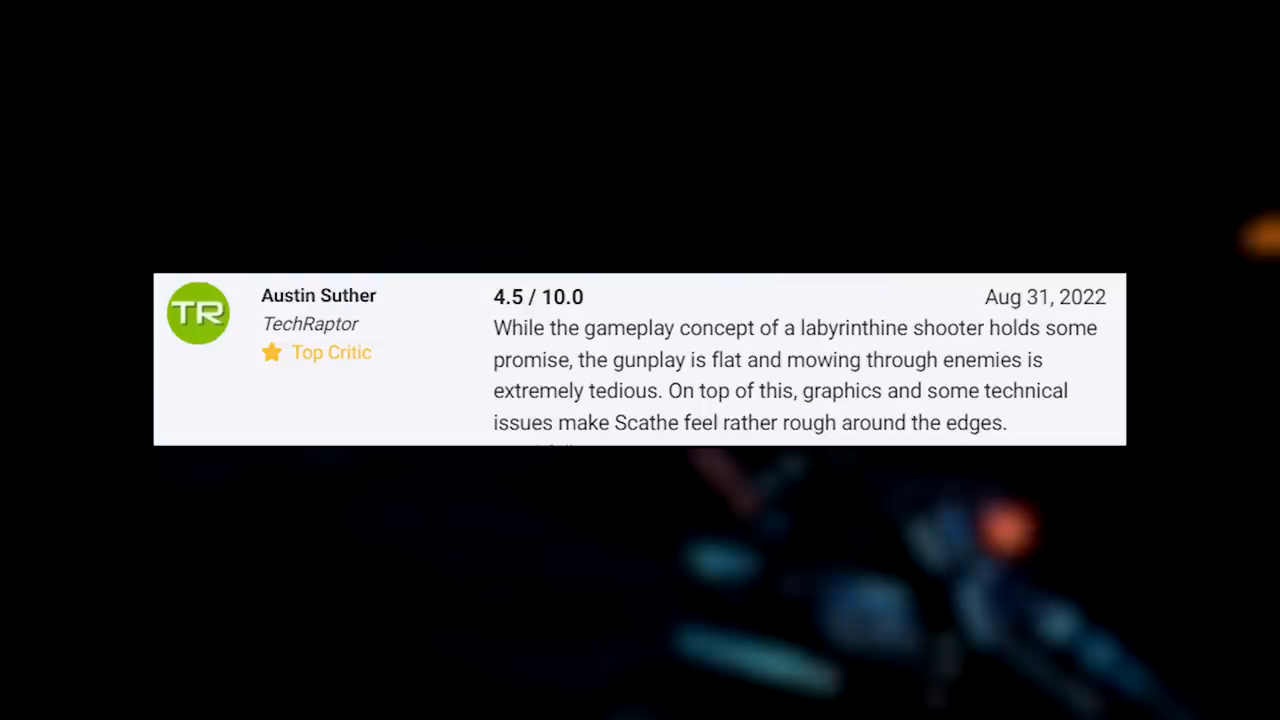 TR
Austin Suther
TechRaptor
Top Critic
4.5 / 10.0
Aug 31, 2022
While the gameplay concept of a labyrinthine shooter holds some
promise, the gunplay is flat and mowing through enemies is
extremely tedious. On top of this, graphics and some technical
issues make Scathe feel rather rough around the edges.